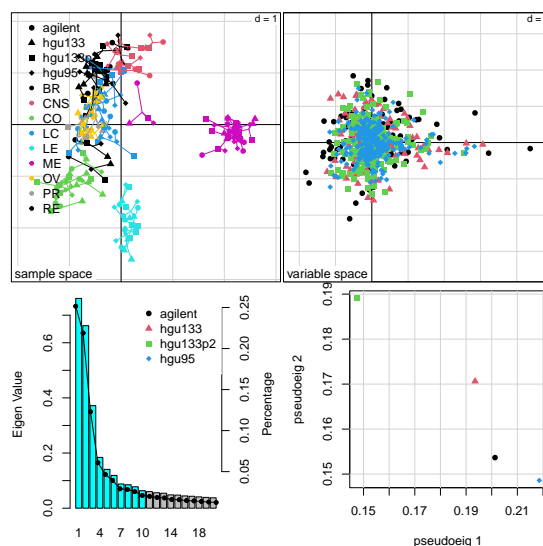 d = 1
agilent
hgu133
hgu133p2
hgu95
BR
CNS
CO
LC
LE
ME
OV
PR
RE
sample space
d =
variable space
agilent
hgu133
hgu133p2
hgu95
Eigen Value
0.0
0.2
0.4
0.6
Percentage
0.05
0.10
0.15
0.20
0.25
1 4 7 10 14 18
pseudoeig 2
0.15
0.16
0.17
0.18
0.19
0.15 0.17 0.19 0.21
pseudoeig 1